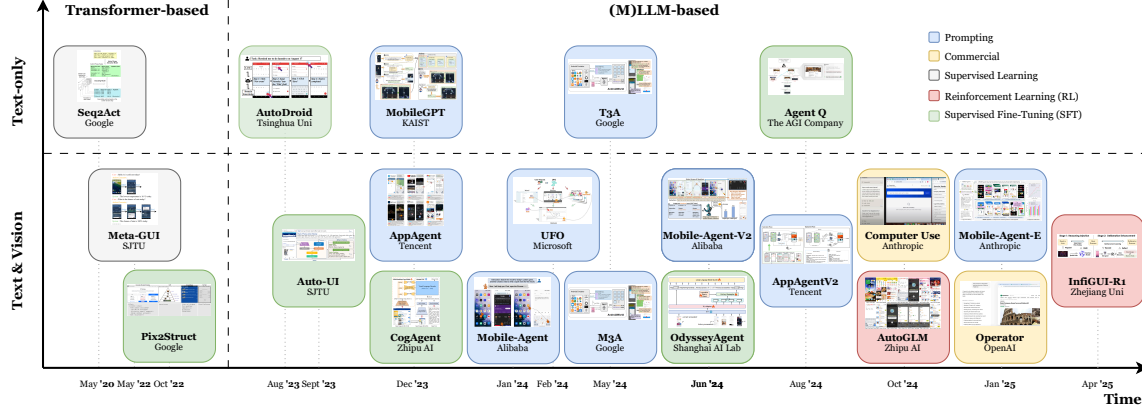 Transformer-based
(M)LLM-based
Text-only
Text & Vision
Prompting
Commercial
Supervised Learning
Reinforcement Learning (RL)
Supervised Fine-Tuning (SFT)
Seq2Act
Google
AutoDroid
Tsinghua Uni
MobileGPT
KAIST
T3A
Google
Agent Q
The AGI Company
Meta-GUI
SJTU
AppAgent
Tencent
UFO
Microsoft
Mobile-Agent-V2
Alibaba
Computer Use
Anthropic
Mobile-Agent-E
Anthropic
Auto-UI
SJTU
AppAgentV2
Tencent
InfiGUI-R1
Zhejiang Uni
Pix2Struct
Google
CogAgent
Zhipu AI
Mobile-Agent
Alibaba
M3A
Google
OdysseyAgent
Shanghai AI Lab
AutoGLM
Zhipu AI
Operator
OpenAI
May '20
May '22
Oct '22
Aug '23
Sept '23
Dec '23
Jan '24
Feb '24
May '24
Jun '24
Aug '24
Oct '24
Jan '25
Apr '25
Time